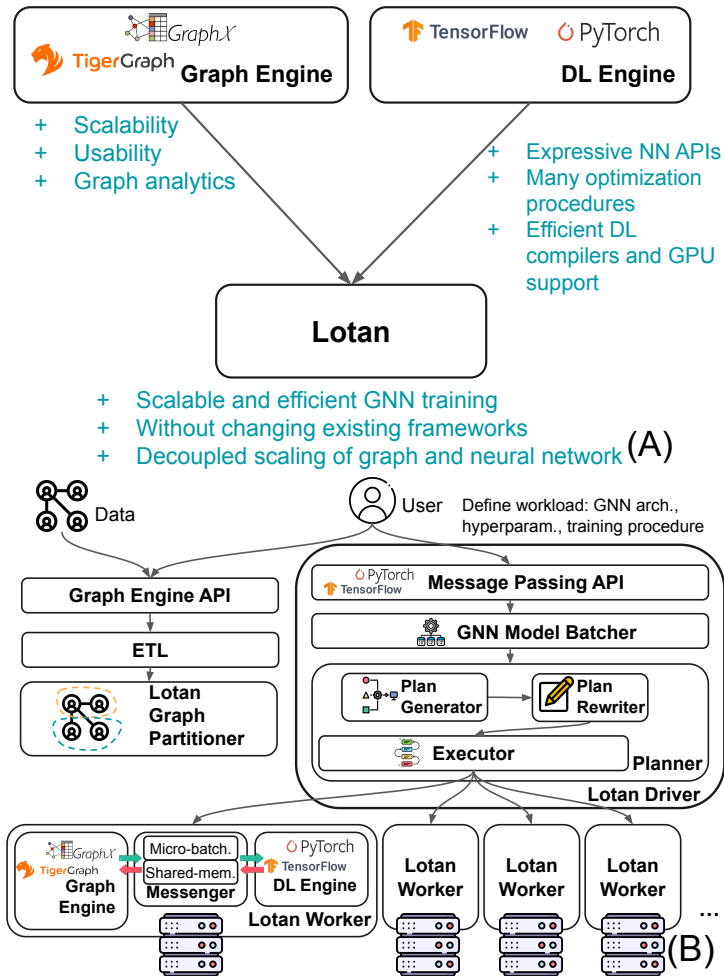 GraphX
TigerGraph
Graph Engine
TensorFlow
PyTorch
DL Engine
+ Scalability
+ Usability
+ Graph analytics
+ Expressive NN APIs
+ Many optimization
procedures
+ Efficient DL
compilers and GPU
support
Lotan
+ Scalable and efficient GNN training
+ Without changing existing frameworks
+ Decoupled scaling of graph and neural network
(A)
Data
User
Define workload: GNN arch.,
hyperparam., training procedure
Graph Engine API
ETL
Lotan
Graph
Partitioner
PyTorch
TensorFlow
Message Passing API
GNN Model Batcher
Plan
Generator
Plan
Rewriter
Executor
Planner
Lotan Driver
GraphX
TigerGraph
Graph
Engine
Micro-batch.
Shared-mem.
Messenger
PyTorch
TensorFlow
DL Engine
Lotan Worker
Lotan
Worker
Lotan
Worker
Lotan
Worker
...
(B)